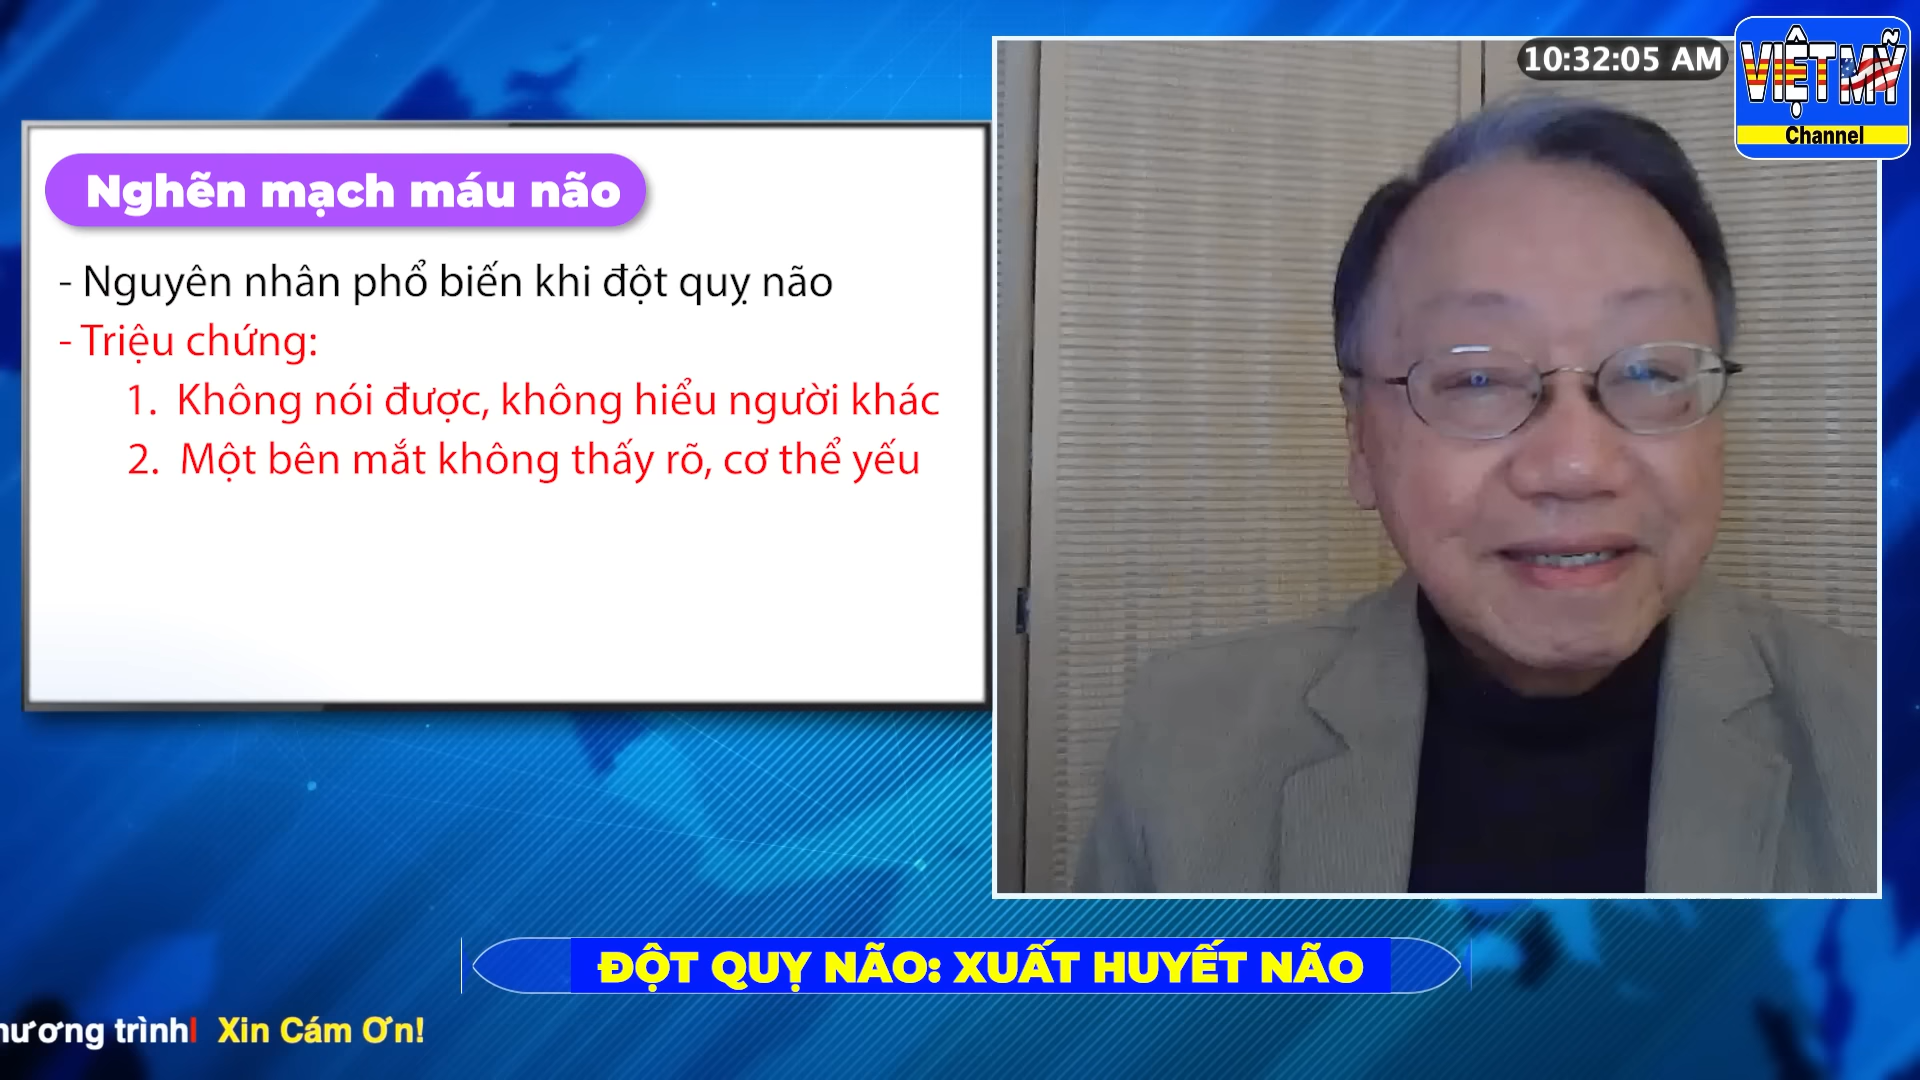 10:32:05 AM
VIỆT MỸ
Channel
Nghẽn mạch máu não
- Nguyên nhân phổ biến khi đột quỵ não
- Triệu chứng:
1. Không nói được, không hiểu người khác
2. Một bên mắt không thấy rõ, cơ thể yếu
ĐỘT QUỴ NÃO: XUẤT HUYẾT NÃO
trình Xin Cám Ơn!